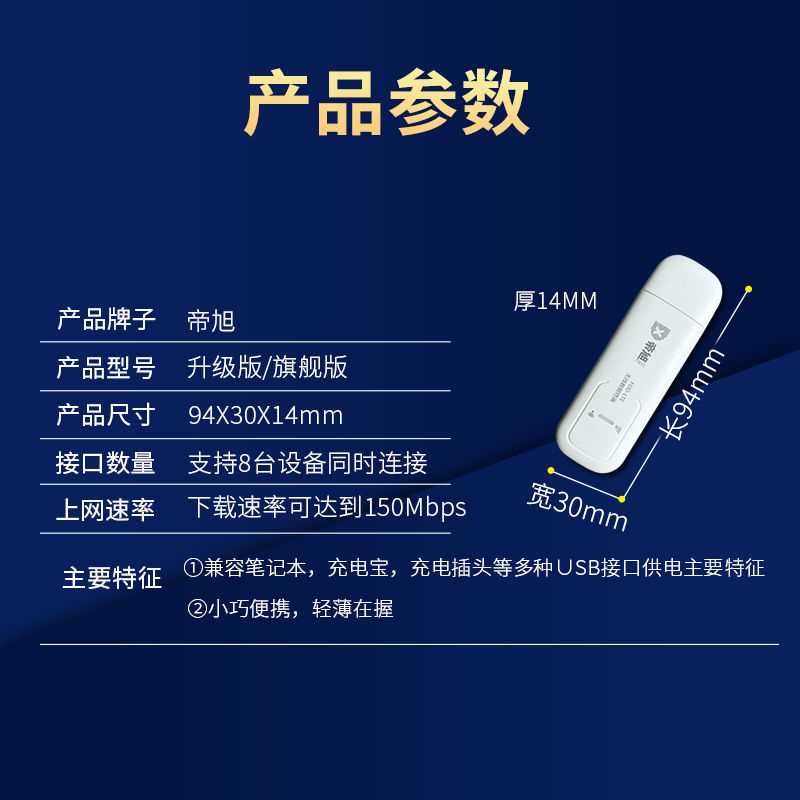 产品参数
厚14MM
产品牌子 帝旭
产品型号 升级版/旗舰版
产品尺寸 94X30X14mm
接口数量 支持8台设备同时连接
上网速率 下载速率可达到150Mbps
主要特征 ①兼容笔记本，充电宝，充电插头等多种USB接口供电主要特征
②小巧便携，轻薄在握
帝旭
长94mm
宽30mm